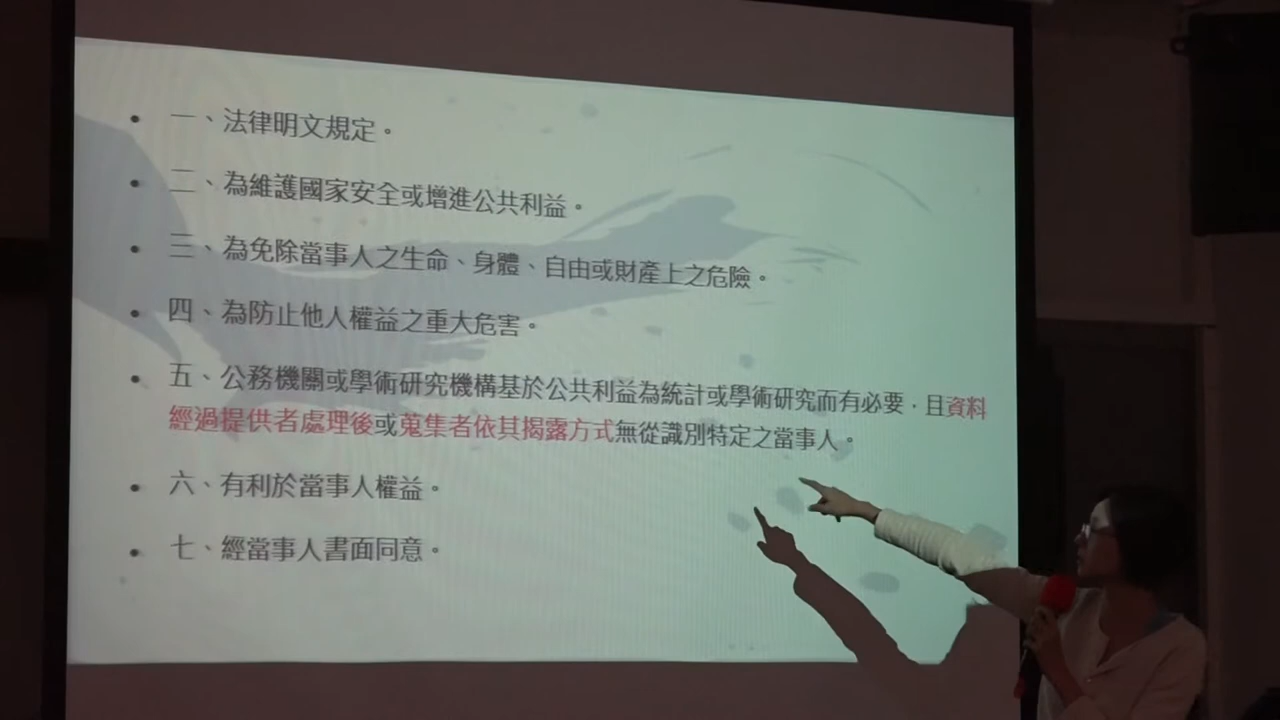 一、法律明文規定。
二、為維護國家安全或增進公共利益。
三、為免除當事人之生命、身體、自由或財產上之危險。
四、為防止他人權益之重大危害。
五、公務機關或學術研究機構基於公共利益為統計或學術研究而有必要，且資料
經過提供者處理後或蒐集者依其揭露方式無從識別特定之當事人。
六、有利於當事人權益。
七、經當事人書面同意。